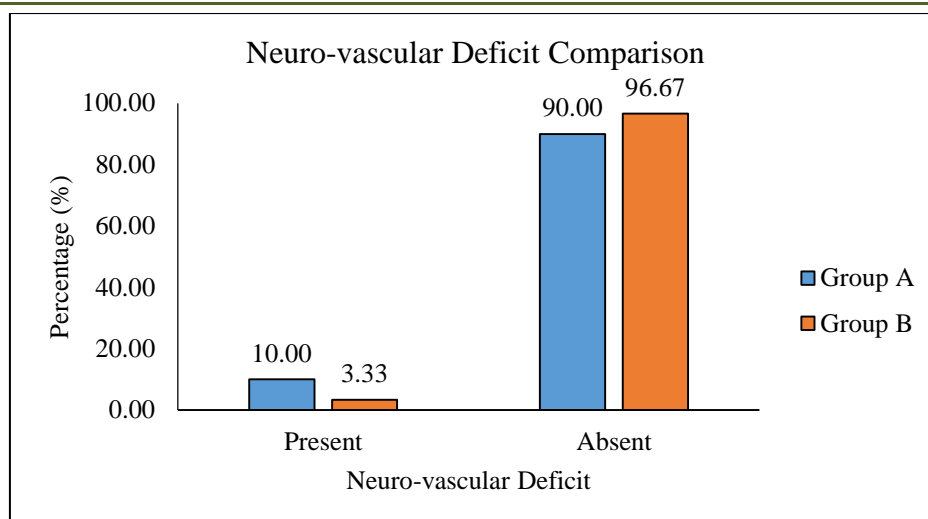 Neuro-vascular Deficit Comparison
100.00
80.00
60.00
40.00
20.00
0.00
Percentage (%)
10.00
3.33
90.00
96.67
Present
Absent
Neuro-vascular Deficit
Group A
Group B